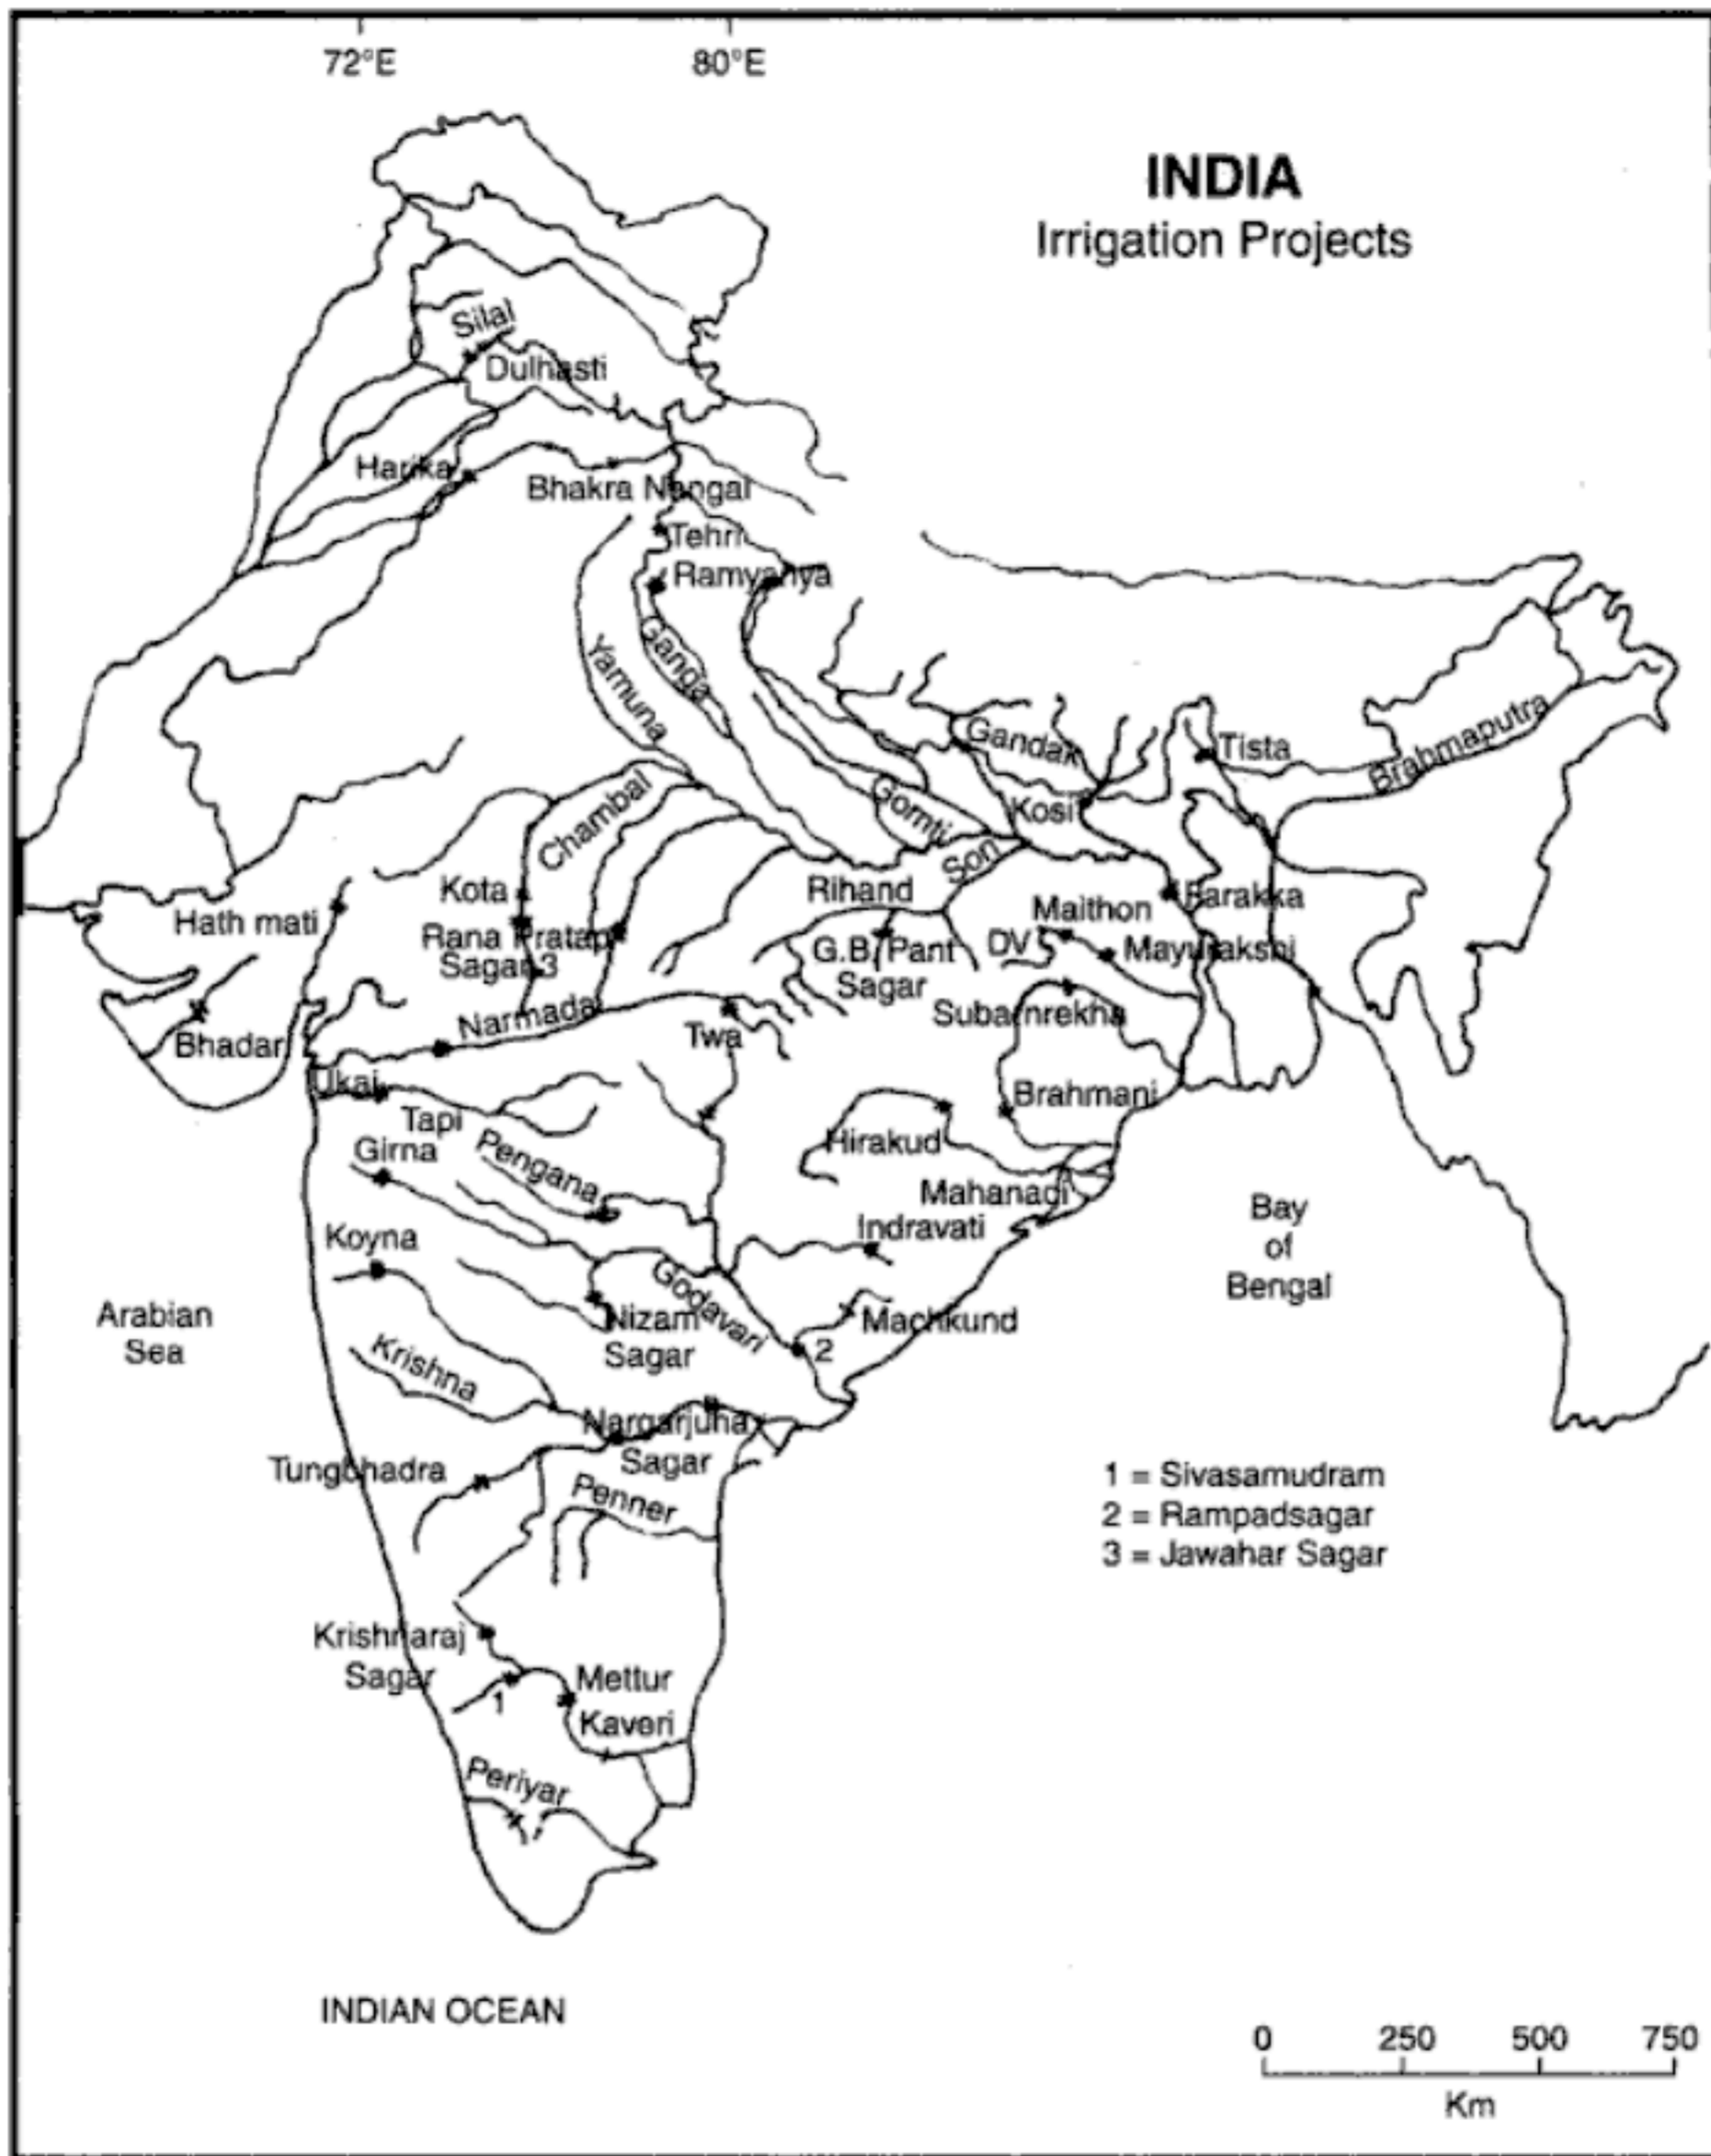 72°E 80°E
INDIA
Irrigation Projects
Silal
Dulhasti
Harika
Bhakra Nangal
Tehri
Ramyanya
Yamuna
Ganga
Gandak
Tista
Brahmaputra
Chambal
Gomti
Kosi
Son
Kota
Rihand
Farakka
Hath mati
Maithon
Rana Pratap
Sagar 3
G.B. Pant
Sagar
DV
Mayurakshi
Narmada
Subarnrekha
Bhadar
Twa
Ukai
Brahmani
Tapi
Girna
Pengana
Hirakud
Mahanadi
Indravati
Koyna
Bay
of
Bengal
Godavari
Arabian
Sea
Nizam
Sagar
Machkund
2
Krishna
Nargarjuna
Sagar
Tungbhadra
Penner
1 = Sivasamudram
2 = Rampadsagar
3 = Jawahar Sagar
Krishnaraj
Sagar
1
Mettur
Kaveri
Periyar
INDIAN OCEAN
0 250 500 750
Km